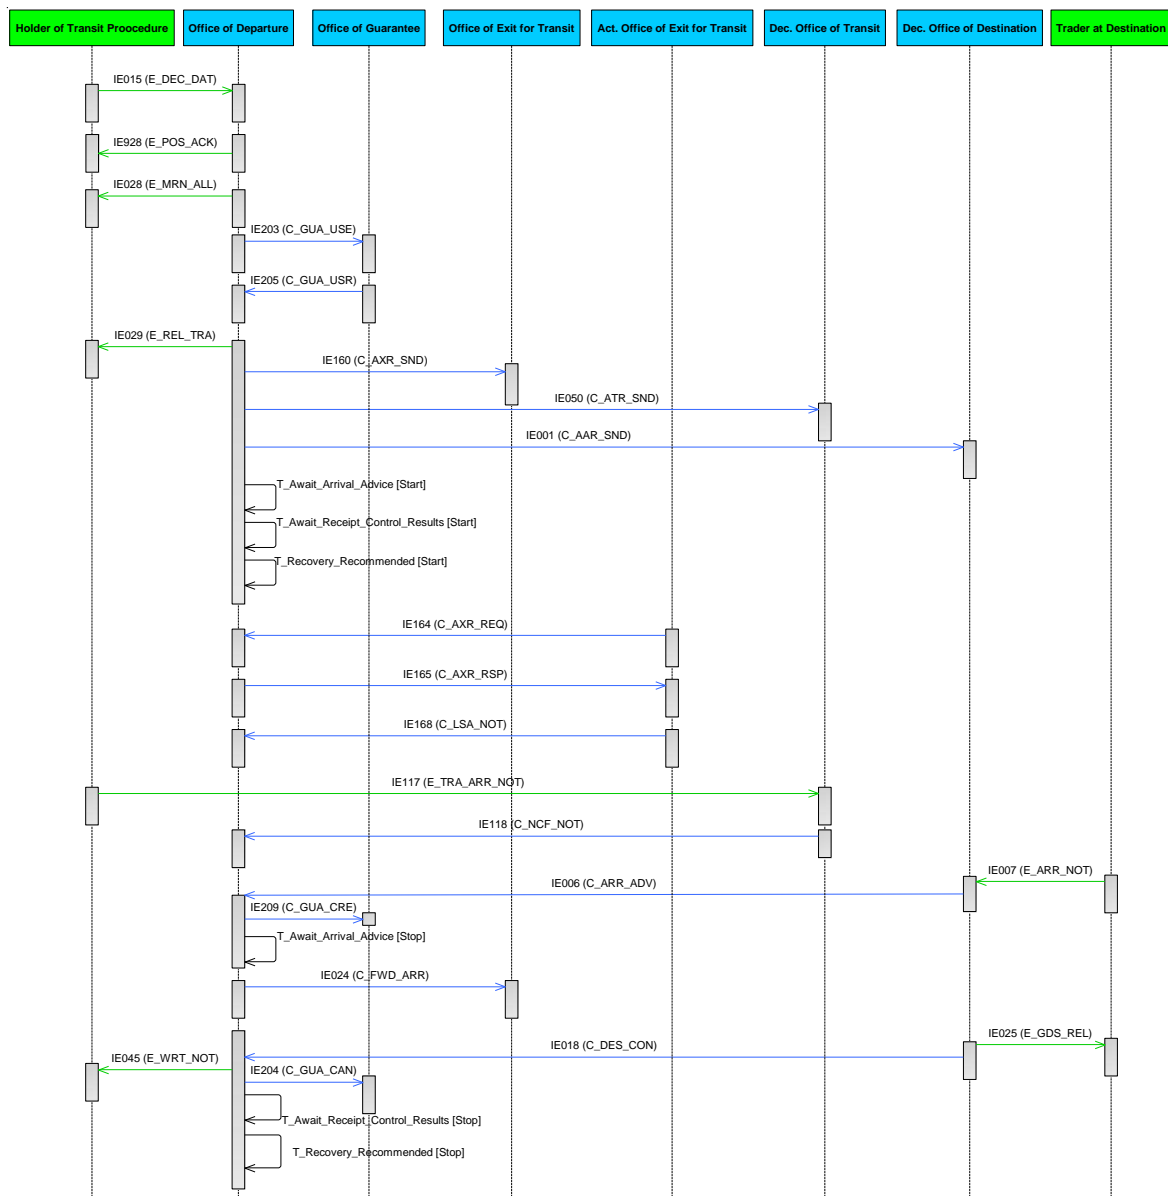 Holder of Transit Proocedure
Office of Departure
Office of Guarantee
Office of Exit for Transit
Act. Office of Exit for Transit
Dec. Office of Transit
Dec. Office of Destination
Trader at Destination
IE015 (E_DEC_DAT)
IE928 (E_POS_ACK)
IE028 (E_MRN_ALL)
IE203 (C_GUA_USE)
IE205 (C_GUA_USR)
IE029 (E_REL_TRA)
IE160 (C_AXR_SND)
IE050 (C_ATR_SND)
IE001 (C_AAR_SND)
T_Await_Arrival_Advice [Start]
T_Await_Receipt_Control_Results [Start]
T_Recovery_Recommended [Start]
IE164 (C_AXR_REQ)
IE165 (C_AXR_RSP)
IE168 (C_LSA_NOT)
IE117 (E_TRA_ARR_NOT)
IE118 (C_NCF_NOT)
IE007 (E_ARR_NOT)
IE006 (C_ARR_ADV)
IE209 (C_GUA_CRE)
T_Await_Arrival_Advice [Stop]
IE024 (C_FWD_ARR)
IE025 (E_GDS_REL)
IE018 (C_DES_CON)
IE045 (E_WRT_NOT)
IE204 (C_GUA_CAN)
T_Await_Receipt_Control_Results [Stop]
T_Recovery_Recommended [Stop]